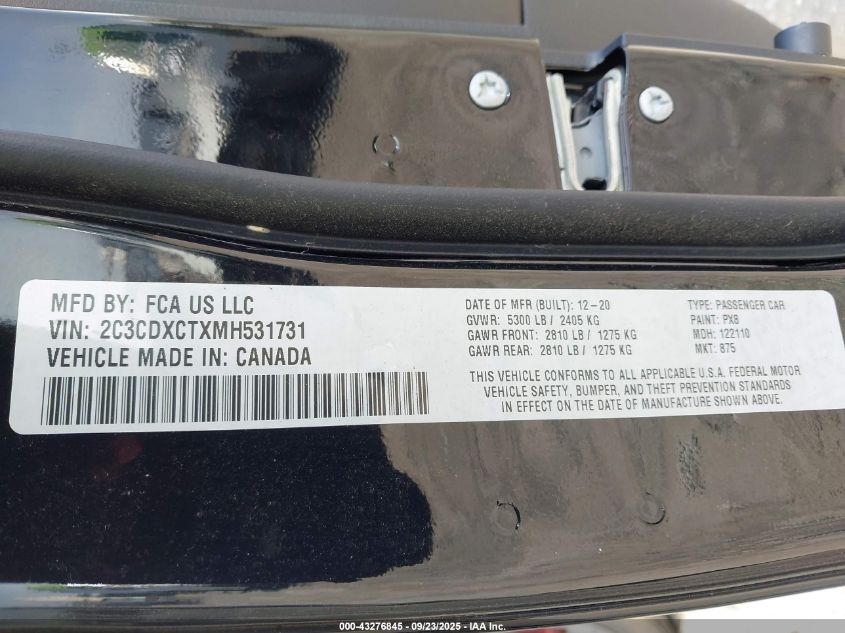 MFD BY: FCA US LLC
VIN: 2C3CDXCTXMH531731
VEHICLE MADE IN: CANADA
DATE OF MFR (BUILT): 12-20
GVWR: 5300 LB / 2405 KG
GAWR FRONT: 2810 LB / 1275 KG
GAWR REAR: 2810 LB / 1275 KG
TYPE: PASSENGER CAR
PAINT: PX8
MDH: 122110
MKT: 875
THIS VEHICLE CONFORMS TO ALL APPLICABLE U.S.A. FEDERAL MOTOR
VEHICLE SAFETY, BUMPER, AND THEFT PREVENTION STANDARDS
IN EFFECT ON THE DATE OF MANUFACTURE SHOWN ABOVE.
000-43276845 - 09/23/2025 - IAA Inc.